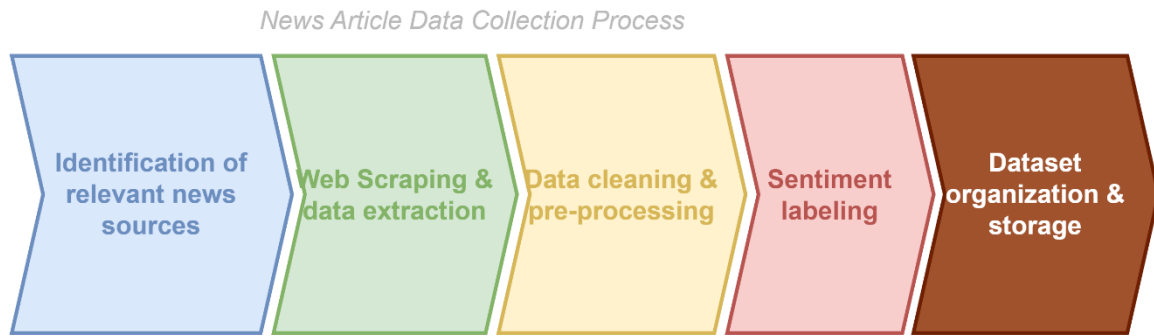 News Article Data Collection Process
Identification of
relevant news
sources
Web Scraping &
data extraction
Data cleaning &
pre-processing
Sentiment
labeling
Dataset
organization &
storage